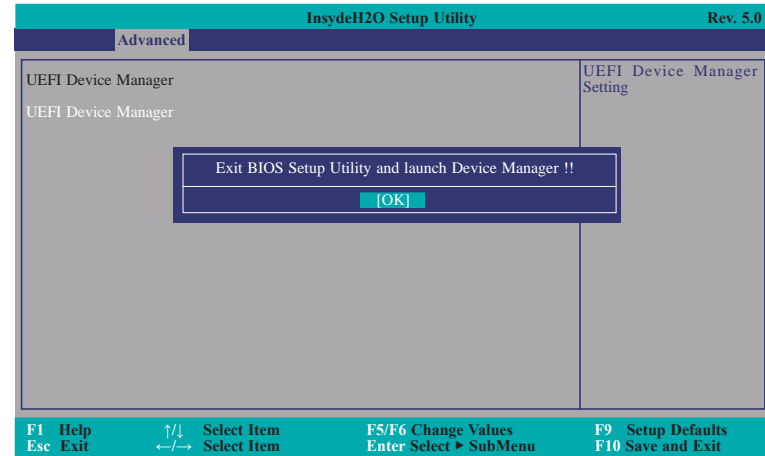 InsydeH2O Setup Utility Rev. 5.0
Advanced
UEFI Device Manager
UEFI Device Manager
UEFI Device Manager
Setting
Exit BIOS Setup Utility and launch Device Manager !!
[OK]
F1 Help ↑/↓ Select Item F5/F6 Change Values F9 Setup Defaults
Esc Exit ←/→ Select Item Enter Select ▶ SubMenu F10 Save and Exit